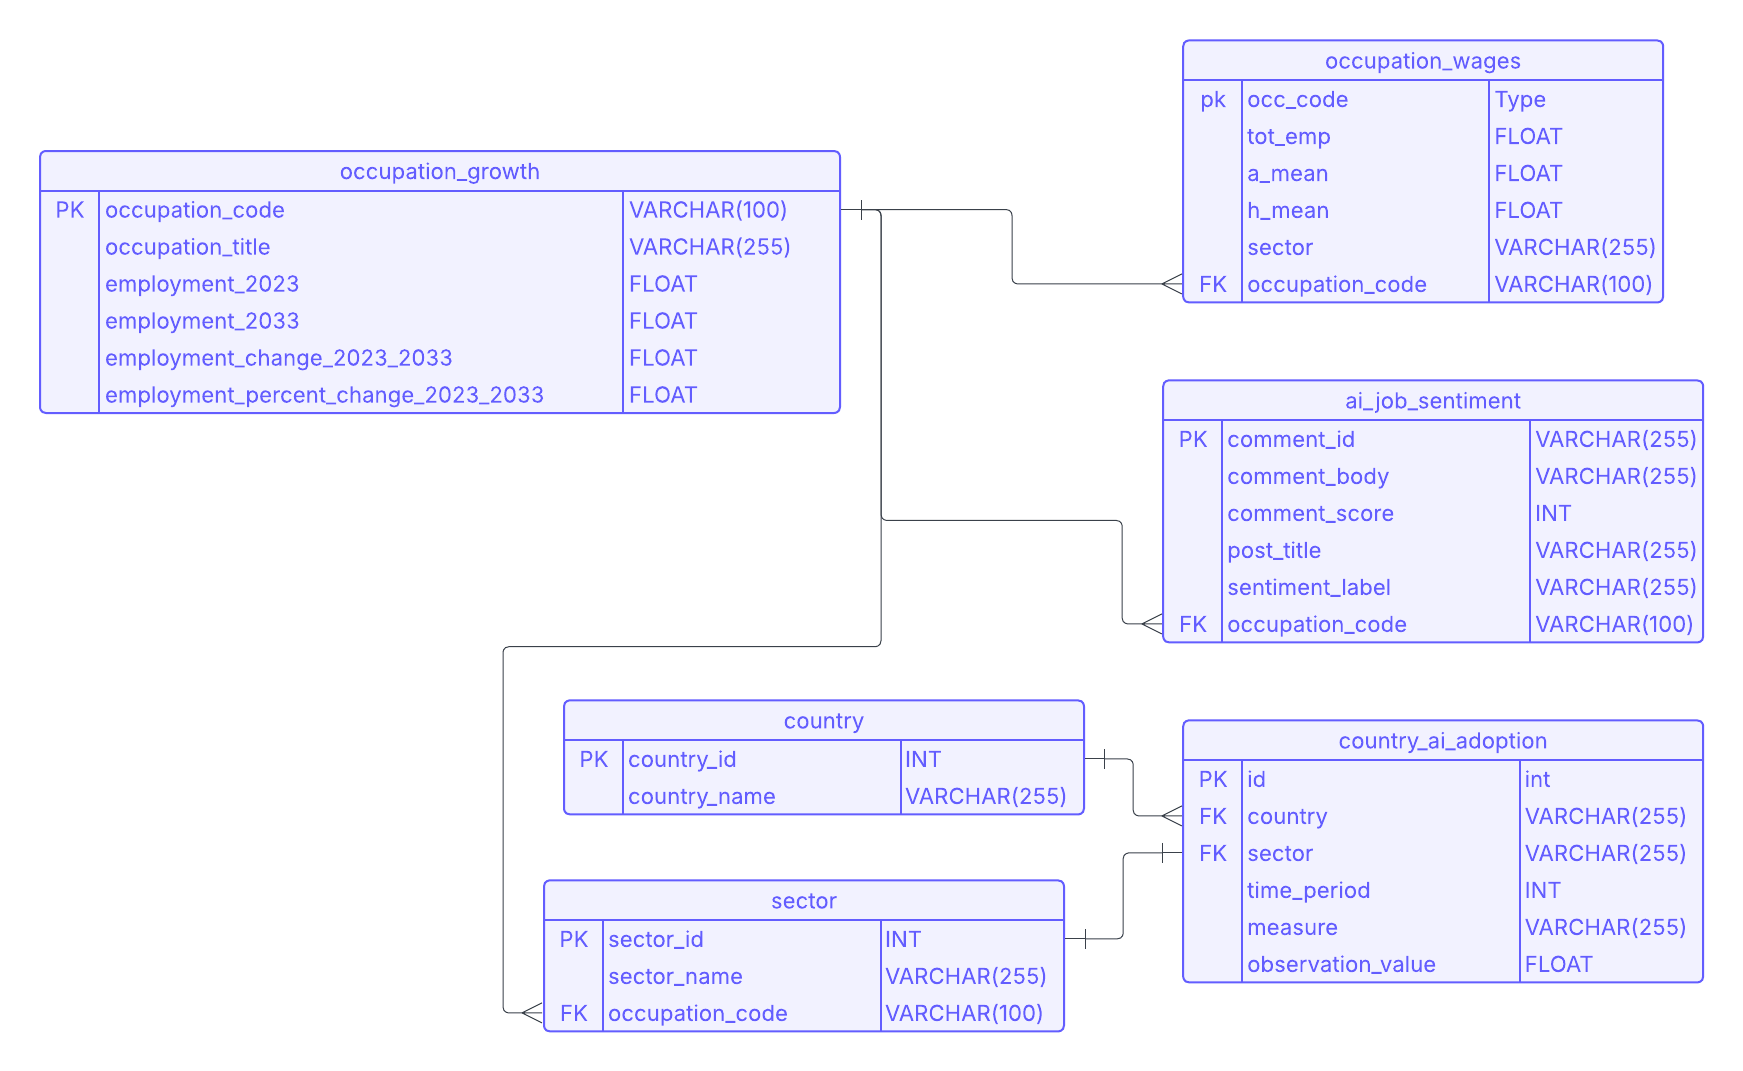 occupation_growth
PK occupation_code VARCHAR(100)
occupation_title VARCHAR(255)
employment_2023 FLOAT
employment_2033 FLOAT
employment_change_2023_2033 FLOAT
employment_percent_change_2023_2033 FLOAT
occupation_wages
pk occ_code Type
tot_emp FLOAT
a_mean FLOAT
h_mean FLOAT
sector VARCHAR(255)
FK occupation_code VARCHAR(100)
ai_job_sentiment
PK comment_id VARCHAR(255)
comment_body VARCHAR(255)
comment_score INT
post_title VARCHAR(255)
sentiment_label VARCHAR(255)
FK occupation_code VARCHAR(100)
country
PK country_id INT
country_name VARCHAR(255)
country_ai_adoption
PK id int
FK country VARCHAR(255)
FK sector VARCHAR(255)
time_period INT
measure VARCHAR(255)
observation_value FLOAT
sector
PK sector_id INT
sector_name VARCHAR(255)
FK occupation_code VARCHAR(100)